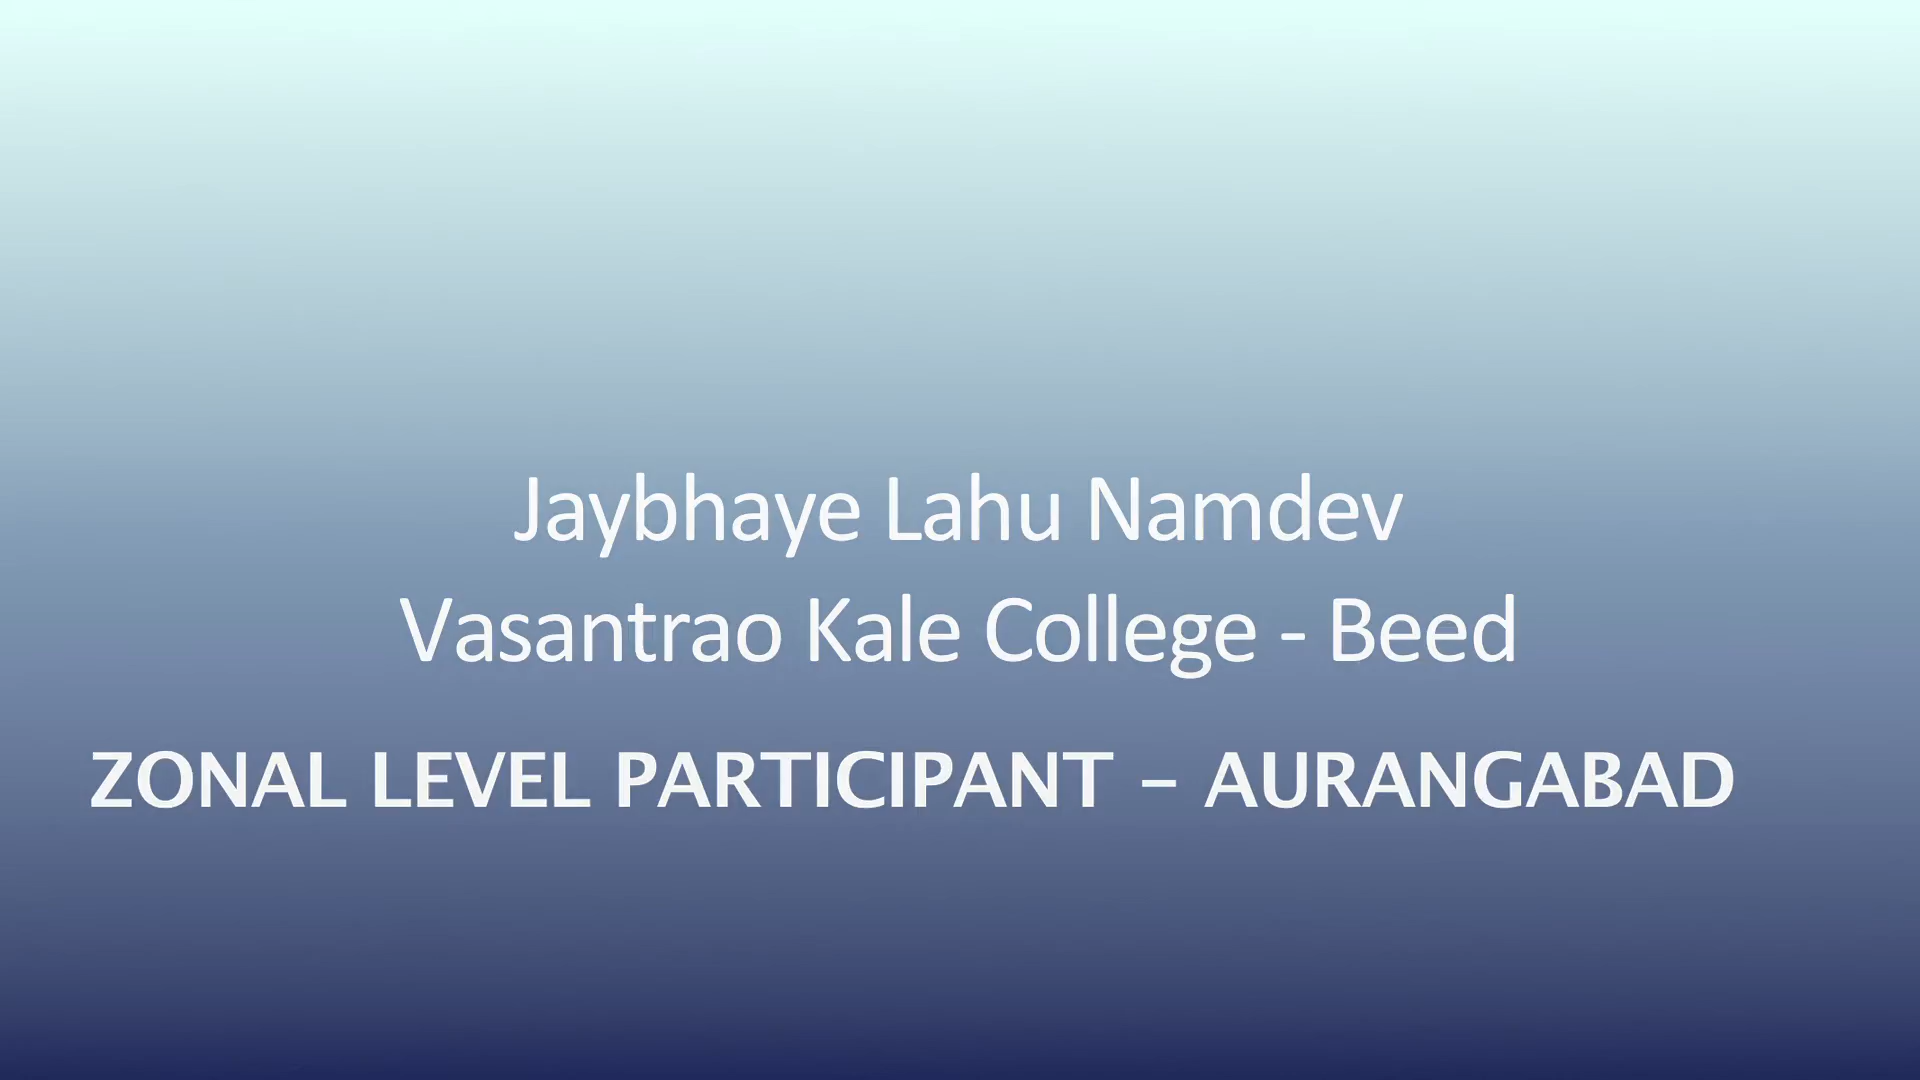 Jaybhaye Lahu Namdev
Vasantrao Kale College - Beed
ZONAL LEVEL PARTICIPANT – AURANGABAD